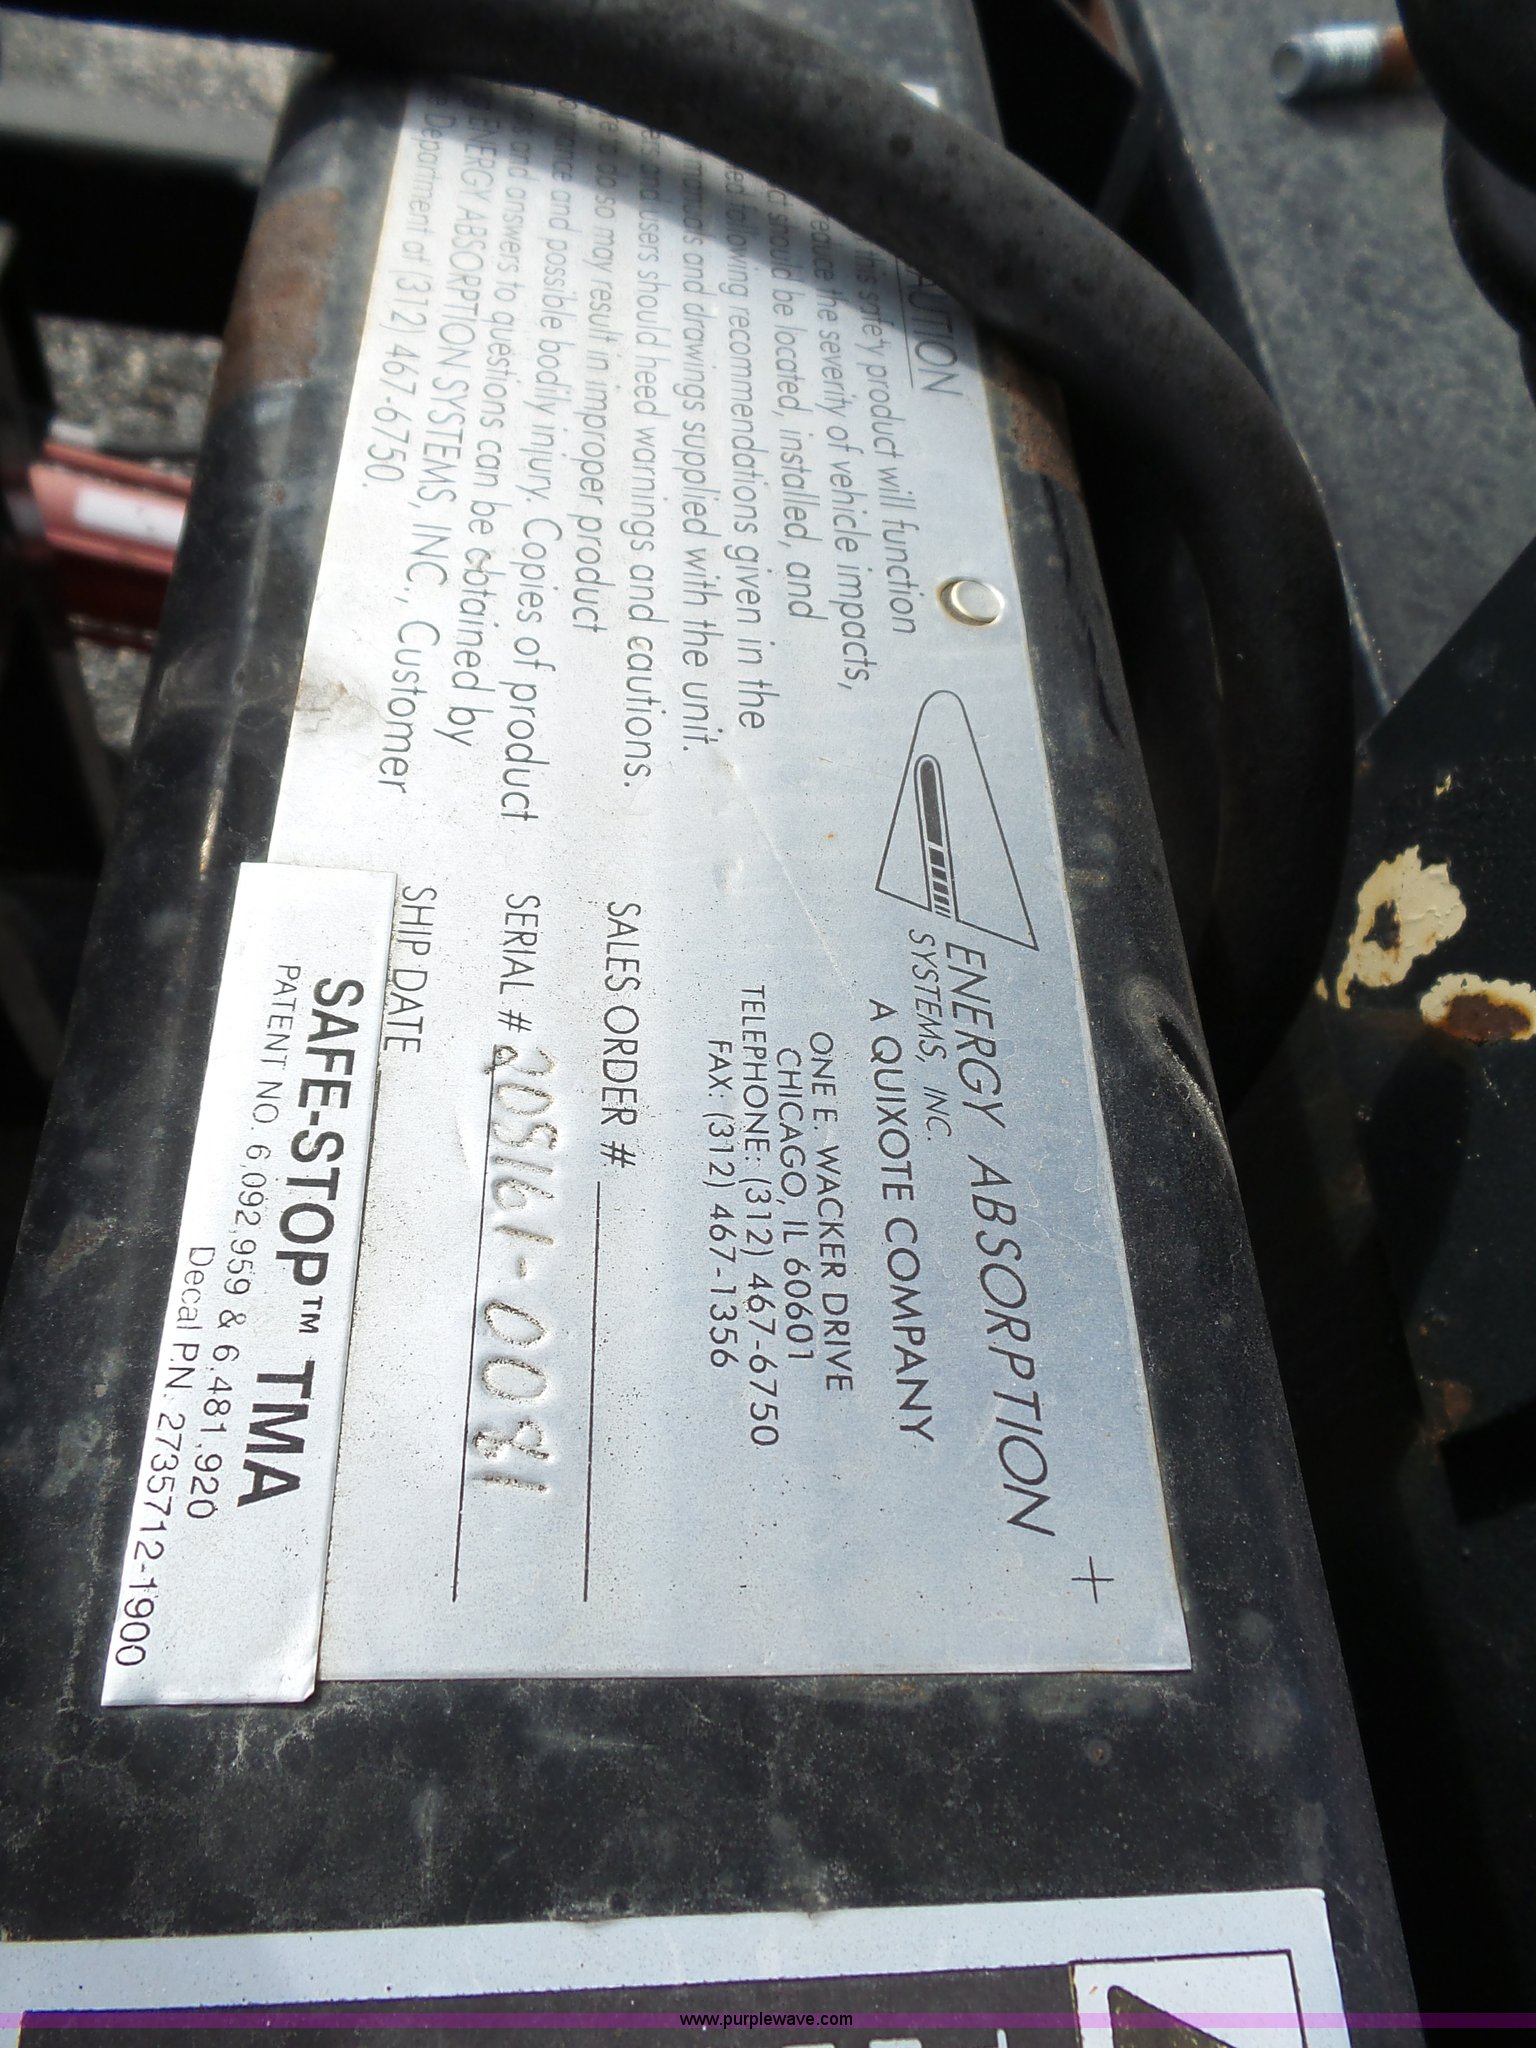 ENERGY ABSORPTION
SYSTEMS, INC.
A QUIXOTE COMPANY
ONE E. WACKER DRIVE
CHICAGO, IL 60601
TELEPHONE: (312) 467-6750
FAX: (312) 467-1356
SALES ORDER #
SERIAL # 205161-0081
SHIP DATE
SAFE-STOP™ TMA
PATENT NO. 6,092,959 & 6,481,920
Decal P.N. 2735712-1900
this safety product will function
the severity of vehicle impacts,
should be located, installed, and
following recommendations given in the
manuals and drawings supplied with the unit.
and users should heed warnings and cautions.
to do so may result in improper product
and possible bodily injury. Copies of product
and answers to questions can be obtained by
ENERGY ABSORPTION SYSTEMS, INC., Customer
Department at (312) 467-6750.
www.purplewave.com